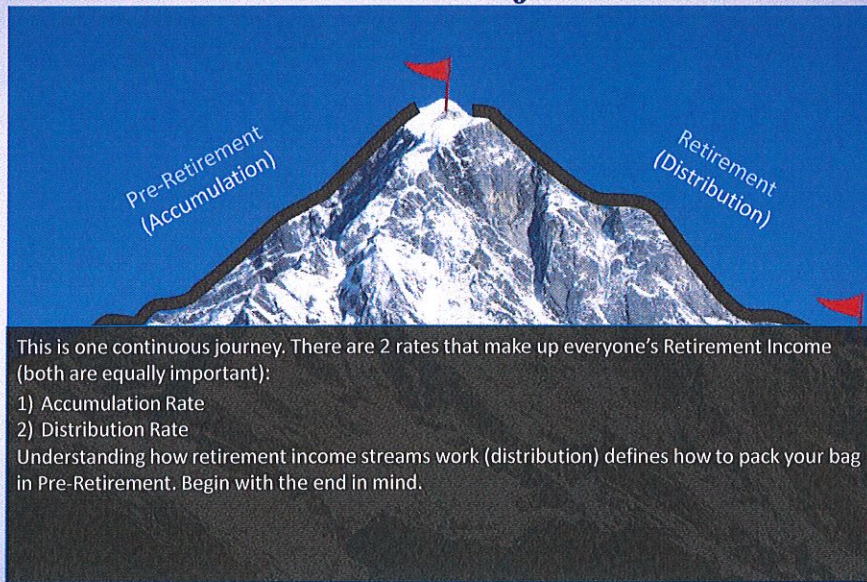 Pre-Retirement
(Accumulation)
Retirement
(Distribution)
This is one continuous journey. There are 2 rates that make up everyone's Retirement Income
(both are equally important):
1) Accumulation Rate
2) Distribution Rate
Understanding how retirement income streams work (distribution) defines how to pack your bag
in Pre-Retirement. Begin with the end in mind.